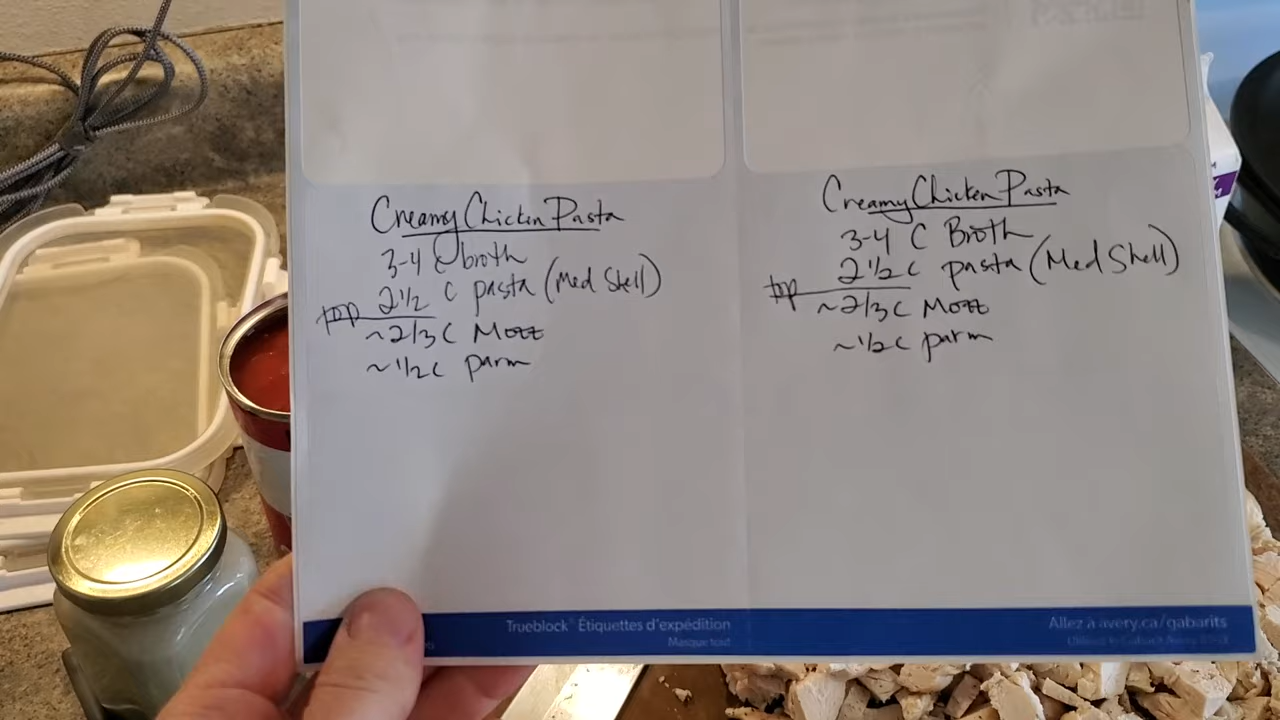 Creamy Chicken Pasta
3-4 C broth
2 1/2 C pasta (Med Shell)
top
~2/3 C Mozz
~1/2 C parm
Creamy Chicken Pasta
3-4 C Broth
2 1/2 C pasta (Med Shell)
top
~2/3 C Mozz
~1/2 C parm
Trueblock® Étiquettes d'expédition
Masque tout
Allez à avery.ca/gabarits